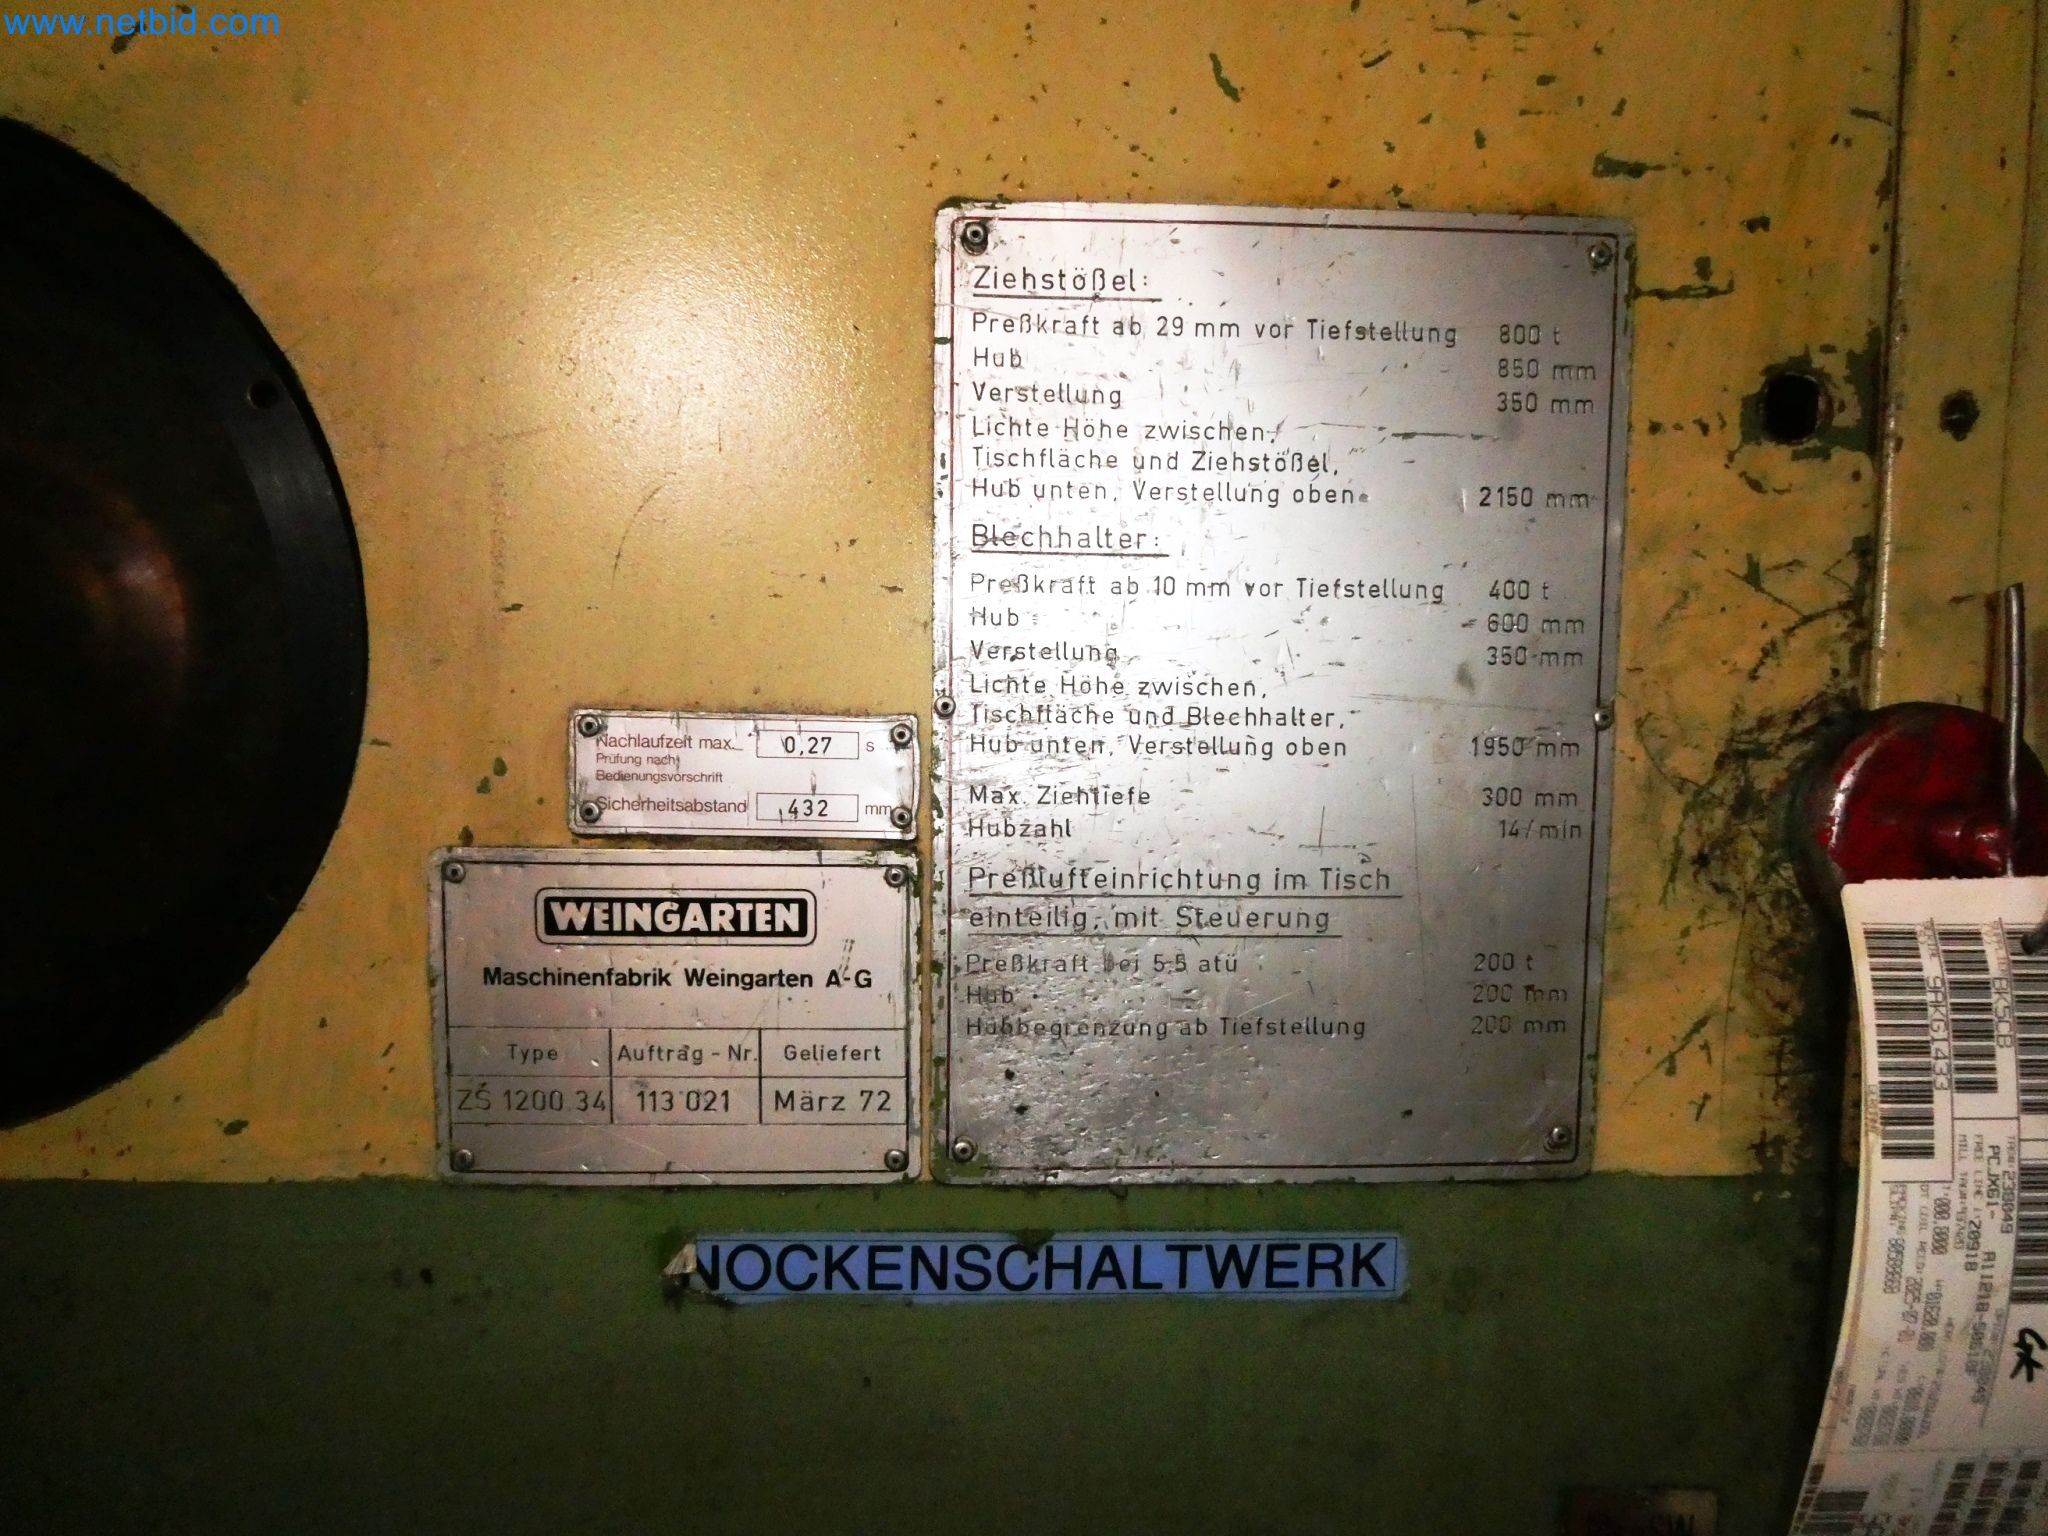 www.netbid.com
Ziehstößel:
Preßkraft ab 29 mm vor Tiefstellung 800 t
Hub 850 mm
Verstellung 350 mm
Lichte Höhe zwischen,
Tischfläche und Ziehstößel,
Hub unten, Verstellung oben 2150 mm
Blechhalter:
Preßkraft ab 10 mm vor Tiefstellung 400 t
Hub 600 mm
Verstellung 350 mm
Lichte Höhe zwischen,
Tischfläche und Blechhalter,
Hub unten, Verstellung oben 1950 mm
Max. Ziehtiefe 300 mm
Hubzahl 14/min
Preßlufteinrichtung im Tisch
einteilig, mit Steuerung
Preßkraft bei 5.5 atü 200 t
Hub 200 mm
Hubbegrenzung ab Tiefstellung 200 mm
Nachlaufzeit max. 0,27 s
Prüfung nach
Bedienungsvorschrift
Sicherheitsabstand 432 mm
WEINGARTEN
Maschinenfabrik Weingarten A-G
Type Auftrag-Nr. Geliefert
ZS 1200.34 113 021 März 72
NOCKENSCHALTWERK
9AKG1433
TAG#:230849